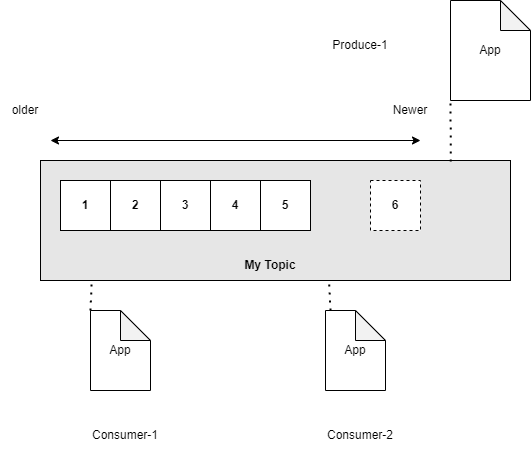 Produce-1
App
older
Newer
1 2 3 4 5 6
My Topic
App
App
Consumer-1
Consumer-2